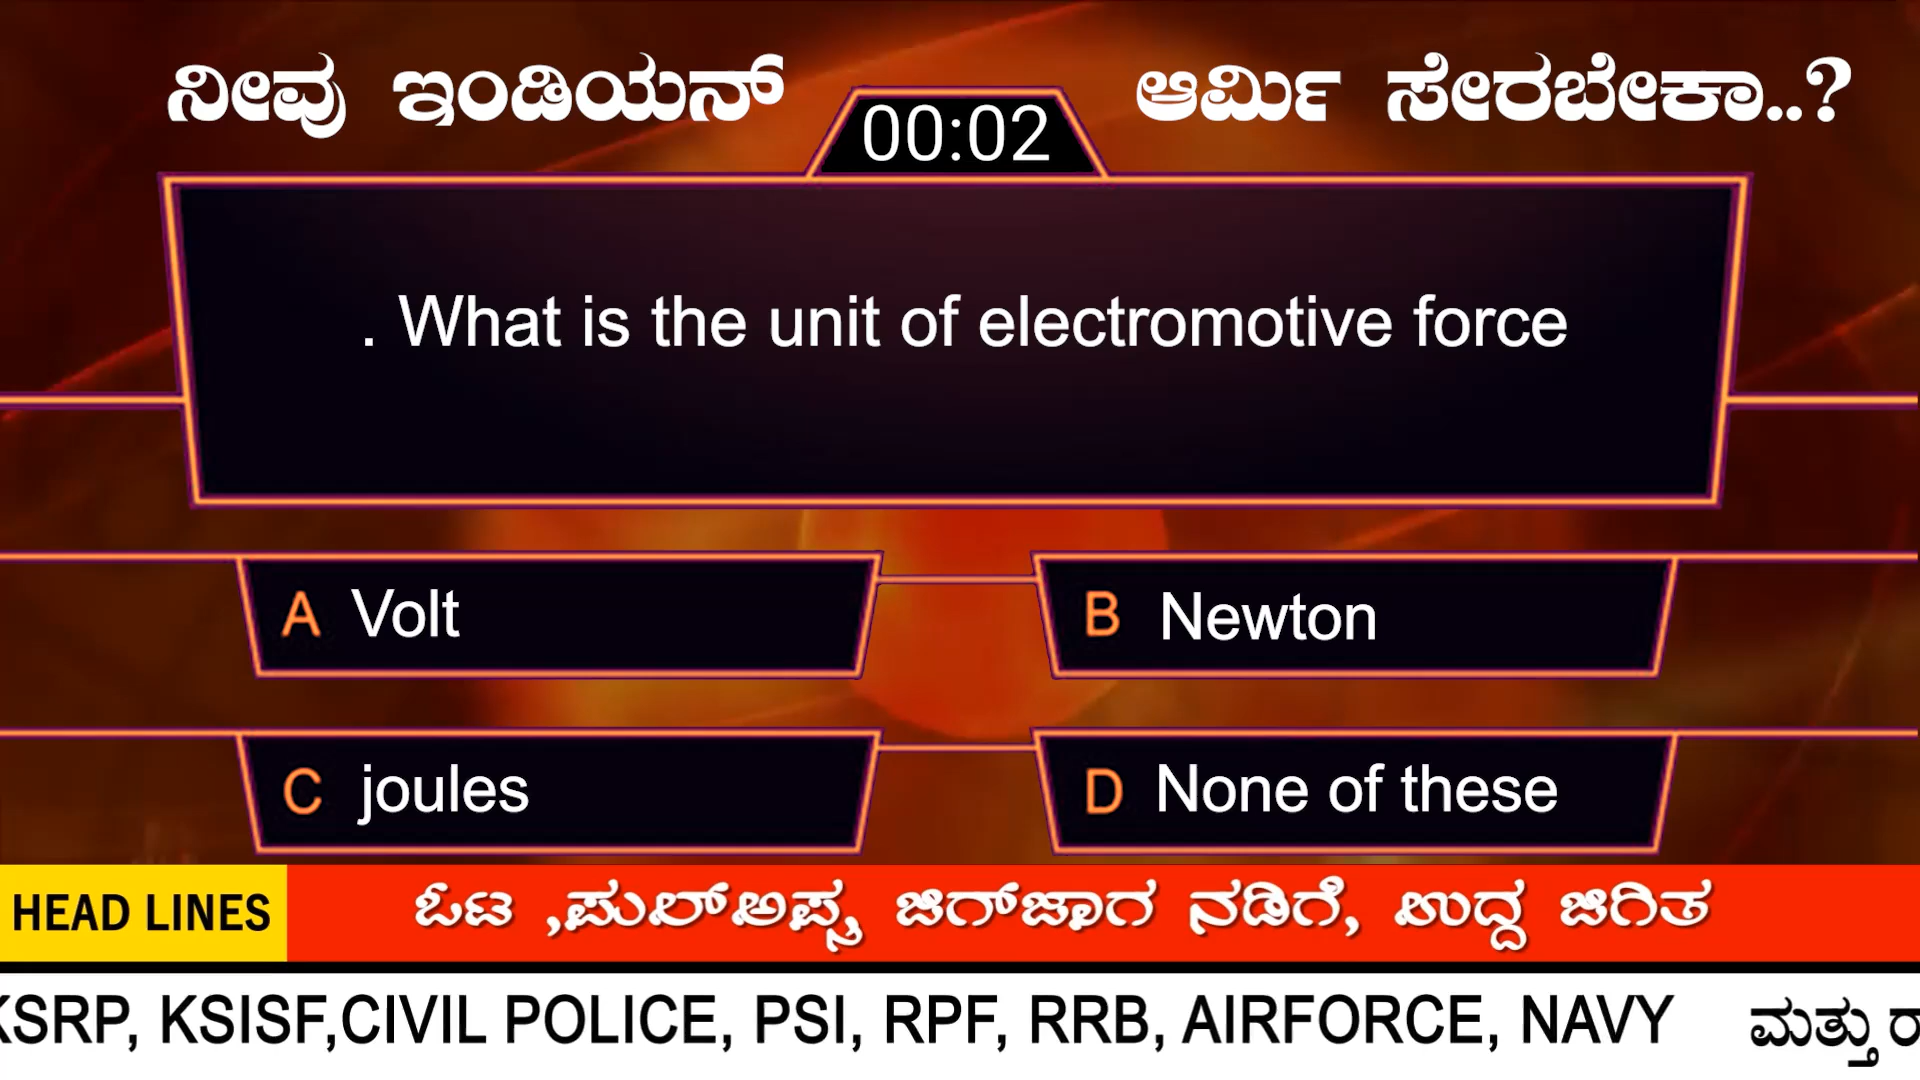 ನೀವು ಇಂಡಿಯನ್ ಆರ್ಮಿ ಸೇರಬೇಕಾ..?
00:02
. What is the unit of electromotive force
A Volt
B Newton
C joules
D None of these
HEAD LINES
ಓಟ ,ಪುಲ್ಅಪ್ಸ್ ಜಿಗ್‌ಜಾಗ ನಡಿಗೆ, ಉದ್ದ ಜಿಗಿತ
KSRP, KSISF,CIVIL POLICE, PSI, RPF, RRB, AIRFORCE, NAVY ಮತ್ತು